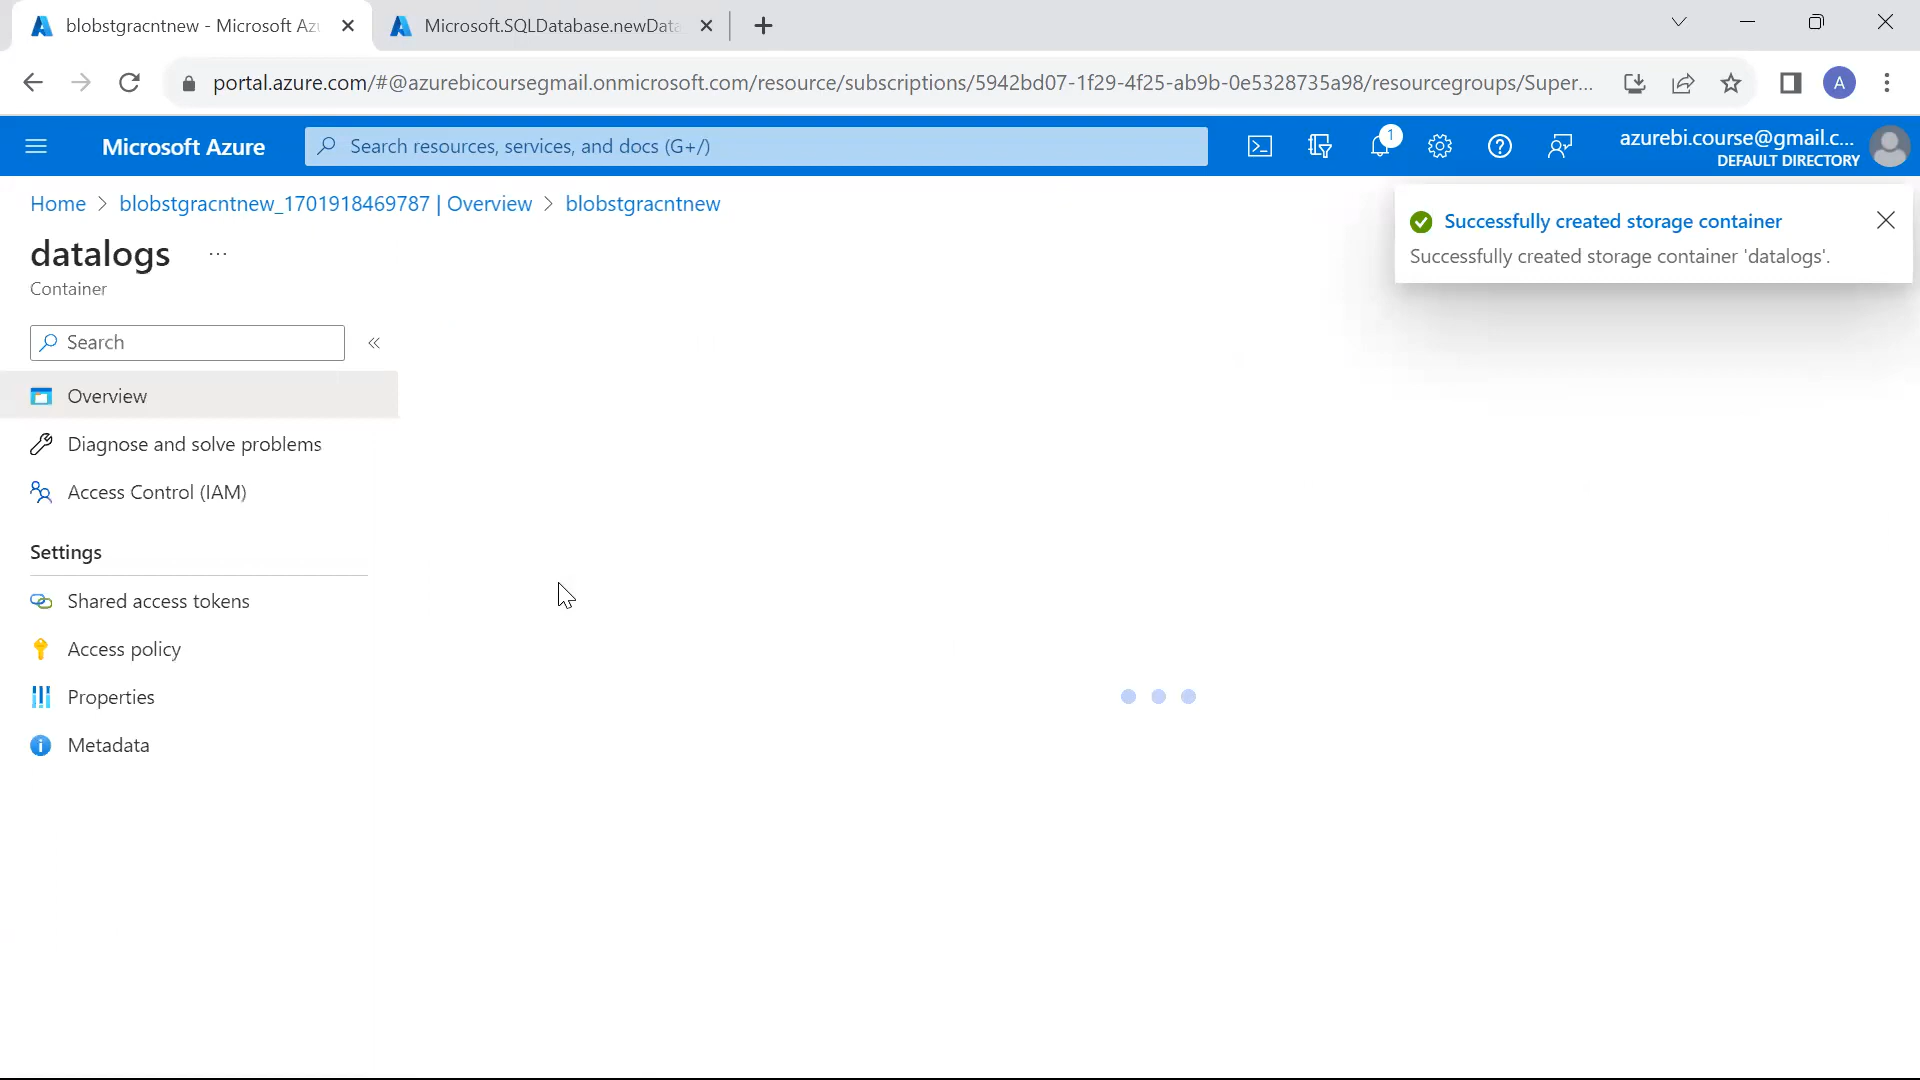 blobstgracntnew - Microsoft Az
Microsoft.SQLDatabase.newData
portal.azure.com/#@azurebicoursegmail.onmicrosoft.com/resource/subscriptions/5942bd07-1f29-4f25-ab9b-0e5328735a98/resourcegroups/Super...
A
Microsoft Azure
Search resources, services, and docs (G+/)
1
azurebi.course@gmail.c...
DEFAULT DIRECTORY
Home > blobstgracntnew_1701918469787 | Overview > blobstgracntnew
Successfully created storage container
Successfully created storage container 'datalogs'.
datalogs ...
Container
Search
Overview
Diagnose and solve problems
Access Control (IAM)
Settings
Shared access tokens
Access policy
Properties
Metadata